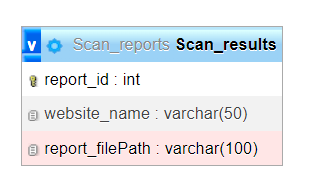 v Scan_reports Scan_results
report_id : int
website_name : varchar(50)
report_filePath : varchar(100)